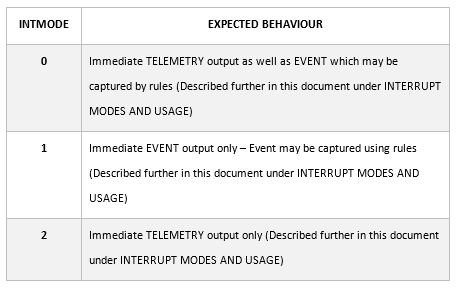 INTMODE EXPECTED BEHAVIOUR
0 Immediate TELEMETRY output as well as EVENT which may be
captured by rules (Described further in this document under INTERRUPT
MODES AND USAGE)
1 Immediate EVENT output only – Event may be captured using rules
(Described further in this document under INTERRUPT MODES AND
USAGE)
2 Immediate TELEMETRY output only (Described further in this document
under INTERRUPT MODES AND USAGE)